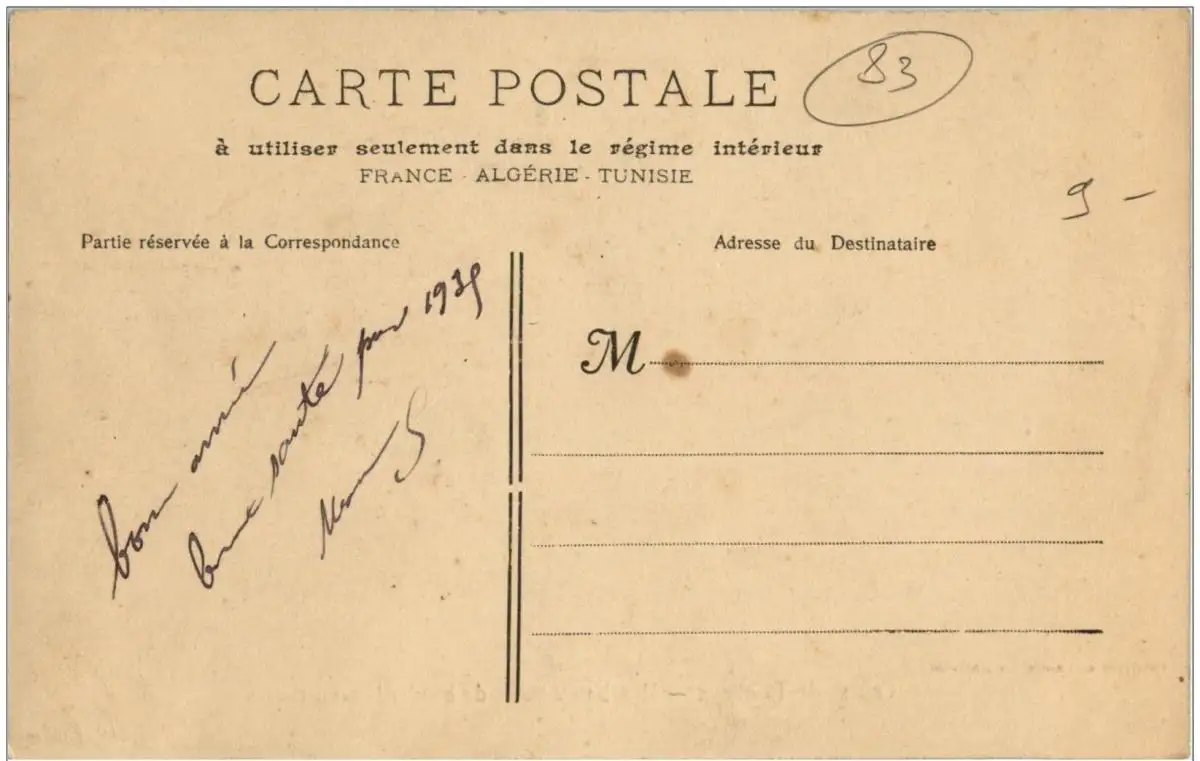 CARTE POSTALE
83
à utiliser seulement dans le régime intérieur
FRANCE - ALGÉRIE - TUNISIE
9 -
Partie réservée à la Correspondance
Adresse du Destinataire
bonne année
bonne santé pour 1935
M